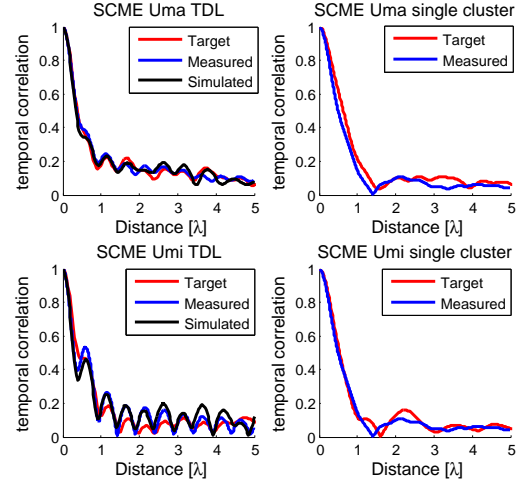 SCME Uma TDL
temporal correlation
1
0.8
0.6
0.4
0.2
0
Target
Measured
Simulated
0 1 2 3 4 5
Distance [λ]
SCME Uma single cluster
temporal correlation
1
0.8
0.6
0.4
0.2
0
Target
Measured
0 1 2 3 4 5
Distance [λ]
SCME Umi TDL
temporal correlation
1
0.8
0.6
0.4
0.2
0
Target
Measured
Simulated
0 1 2 3 4 5
Distance [λ]
SCME Umi single cluster
temporal correlation
1
0.8
0.6
0.4
0.2
0
Target
Measured
0 1 2 3 4 5
Distance [λ]